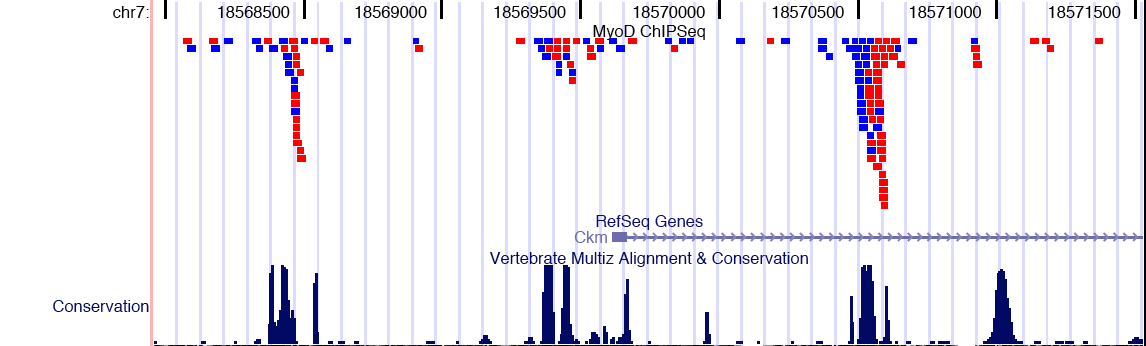 chr7: 18568500 18569000 18569500 18570000 18570500 18571000 18571500
MyoD ChIPSeq
RefSeq Genes
Ckm
Vertebrate Multiz Alignment & Conservation
Conservation